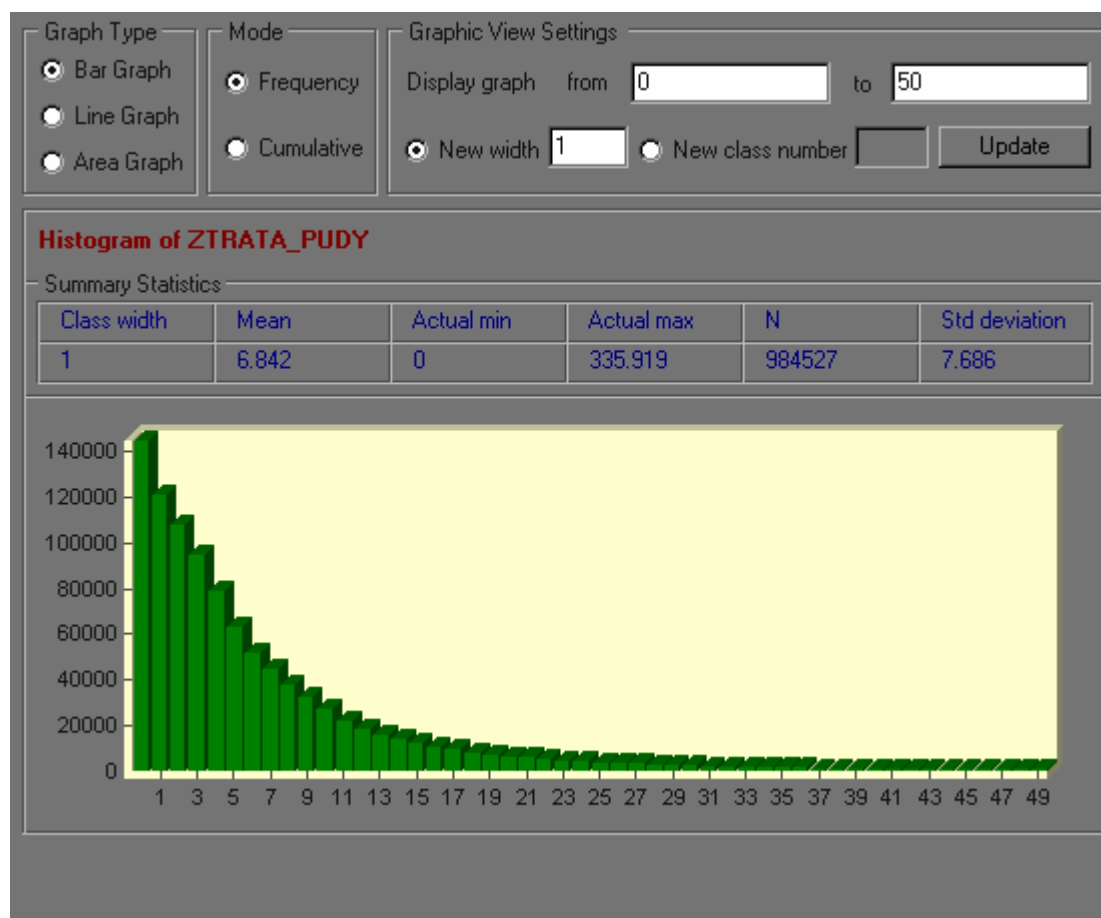 Graph Type
Bar Graph
Line Graph
Area Graph
Mode
Frequency
Cumulative
Graphic View Settings
Display graph from 0 to 50
New width 1 New class number Update
Histogram of ZTRATA_PUDY
Summary Statistics
Class width Mean Actual min Actual max N Std deviation
1 6.842 0 335.919 984527 7.686
140000
120000
100000
80000
60000
40000
20000
0
1 3 5 7 9 11 13 15 17 19 21 23 25 27 29 31 33 35 37 39 41 43 45 47 49